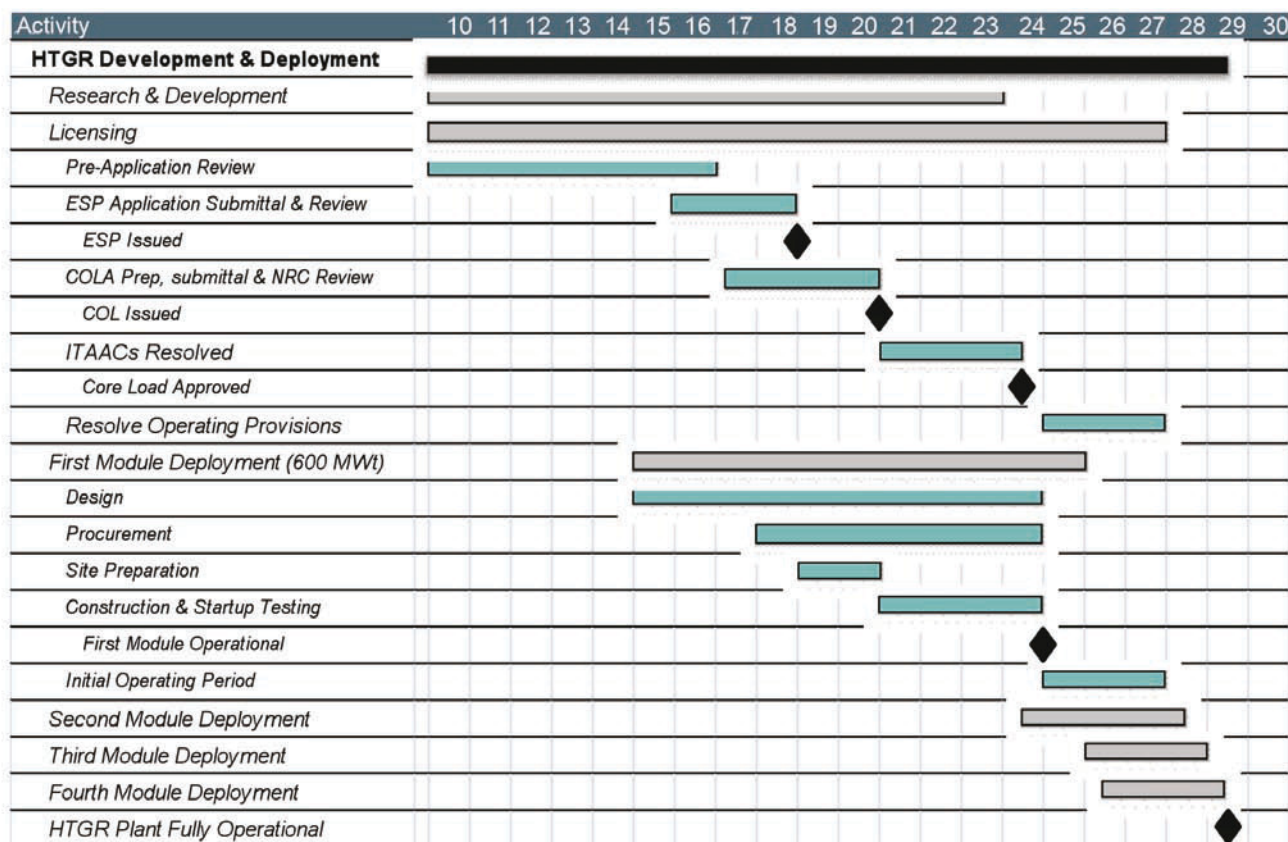 Activity 10 11 12 13 14 15 16 17 18 19 20 21 22 23 24 25 26 27 28 29 30
HTGR Development & Deployment
Research & Development
Licensing
Pre-Application Review
ESP Application Submittal & Review
ESP Issued
COLA Prep, submittal & NRC Review
COL Issued
ITAACs Resolved
Core Load Approved
Resolve Operating Provisions
First Module Deployment (600 MWt)
Design
Procurement
Site Preparation
Construction & Startup Testing
First Module Operational
Initial Operating Period
Second Module Deployment
Third Module Deployment
Fourth Module Deployment
HTGR Plant Fully Operational